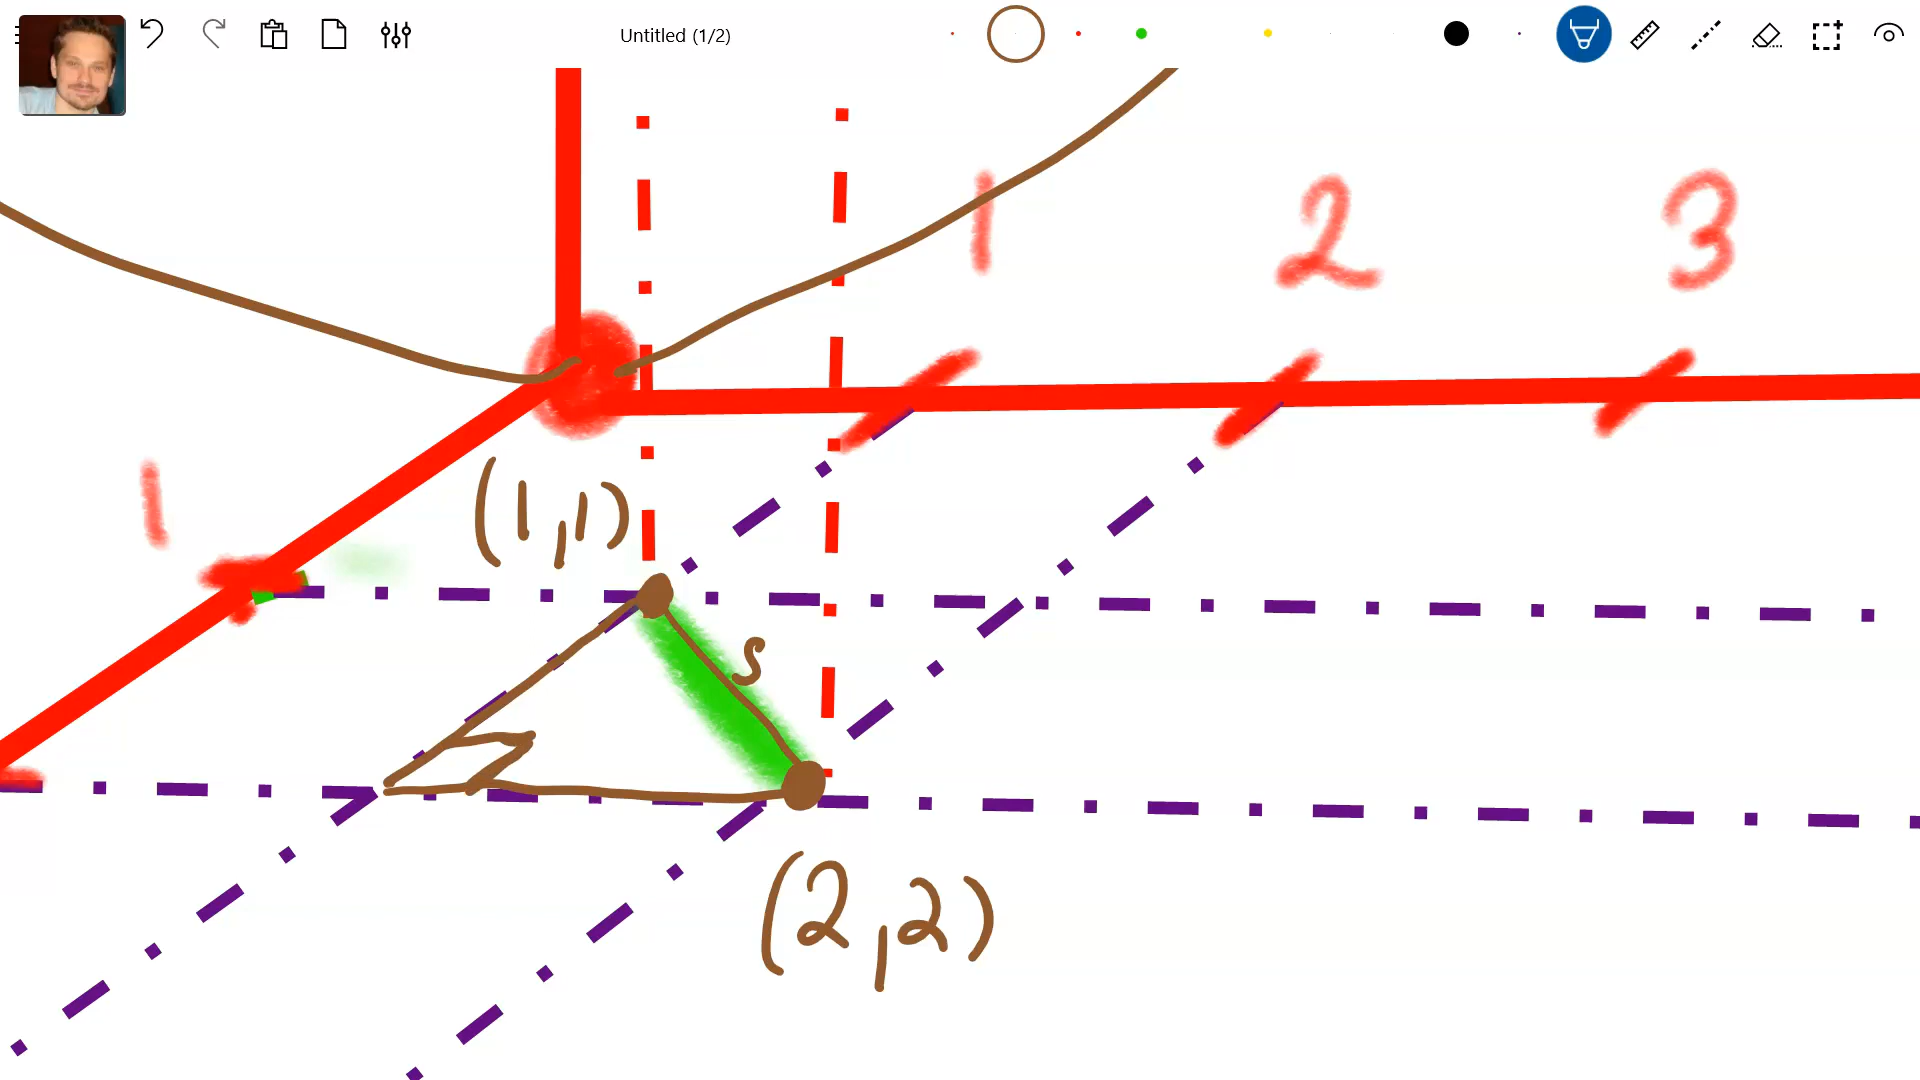 Untitled (1/2)
1 2 3
(1,1)
1
s
(2,2)